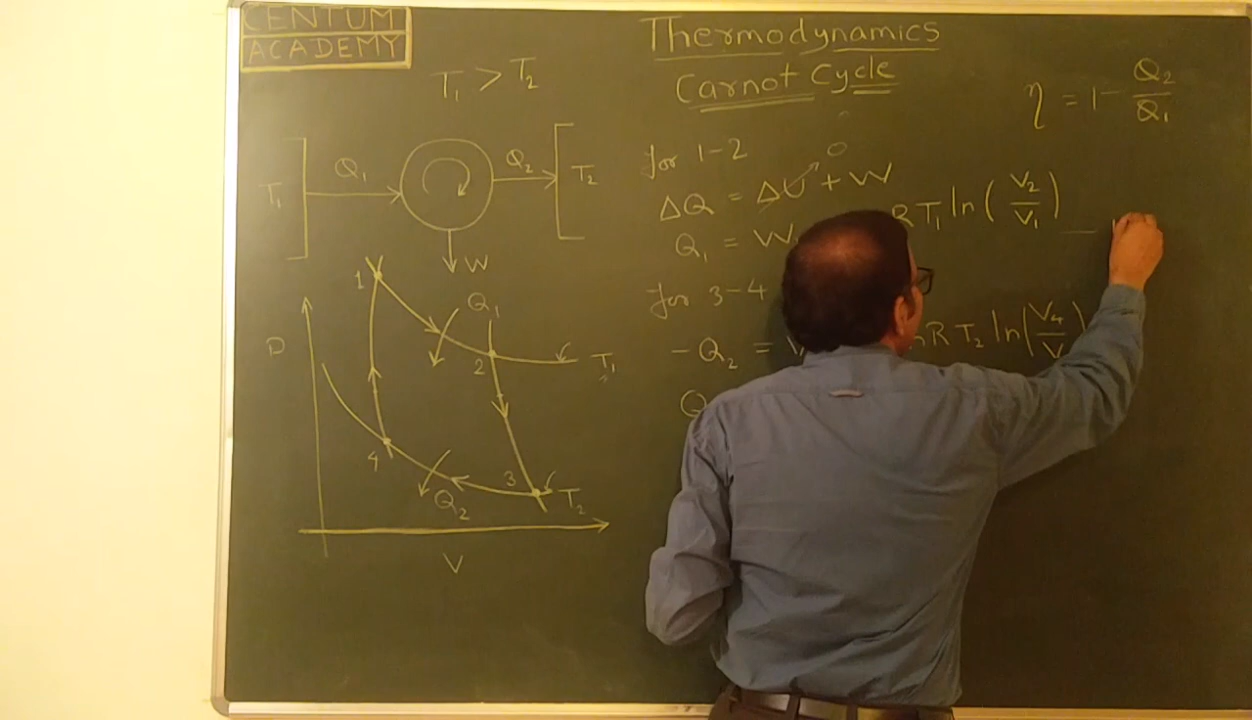 CENTUM
ACADEMY
T₁ > T₂
T₁
Q₁
Q₂
T₂
W
1
Q₁
2
T₁
P
4
3
Q₂
T₂
V
Thermodynamics
Carnot Cycle
η = 1 - Q₂/Q₁
for 1-2
0
ΔQ = ΔU + W
Q₁ = W RT₁ ln(V₂/V₁)
for 3-4
-Q₂ = RT₂ ln(V₄/V
Q